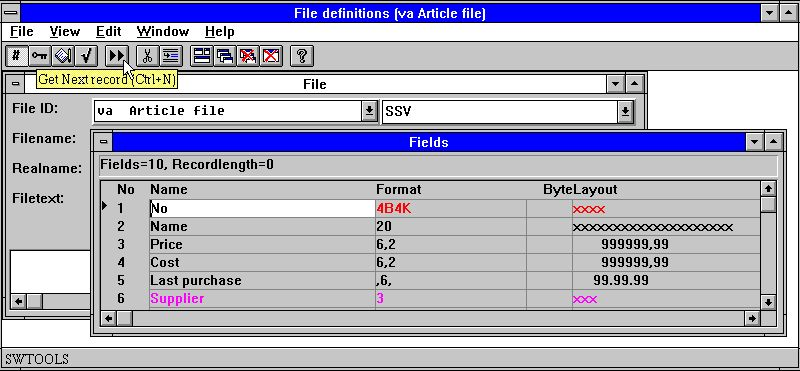 File definitions (va Article file)
File View Edit Window Help
#
?
Get Next record (Ctrl+N)
File
File ID: va Article file SSV
Filename:
Fields
Realname:
Fields=10, Recordlength=0
Filetext:
No Name Format Byte Layout
1 No 4B4K xxxx
2 Name 20 xxxxxxxxxxxxxxxxxxxx
3 Price 6,2 999999,99
4 Cost 6,2 999999,99
5 Last purchase ,6, 99.99.99
6 Supplier 3 xxx
SWTOOLS